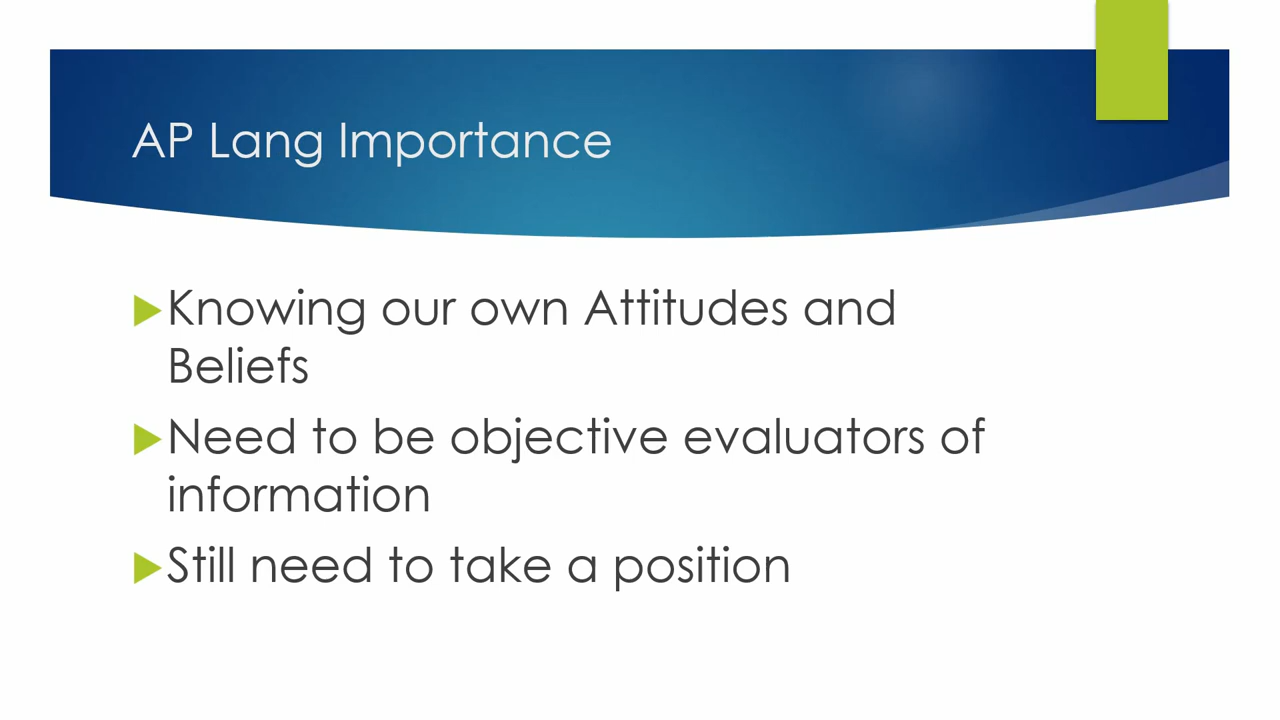 AP Lang Importance
Knowing our own Attitudes and
Beliefs
Need to be objective evaluators of
information
Still need to take a position